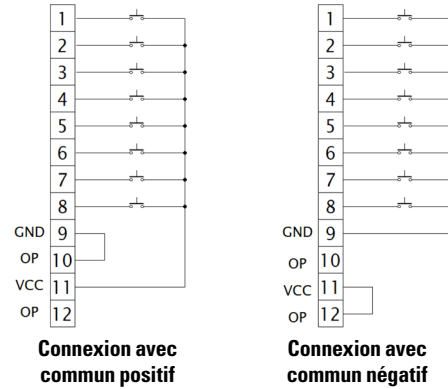 1
2
3
4
5
6
7
8
GND 9
OP 10
VCC 11
OP 12
Connexion avec
commun positif
1
2
3
4
5
6
7
8
GND 9
OP 10
VCC 11
OP 12
Connexion avec
commun négatif